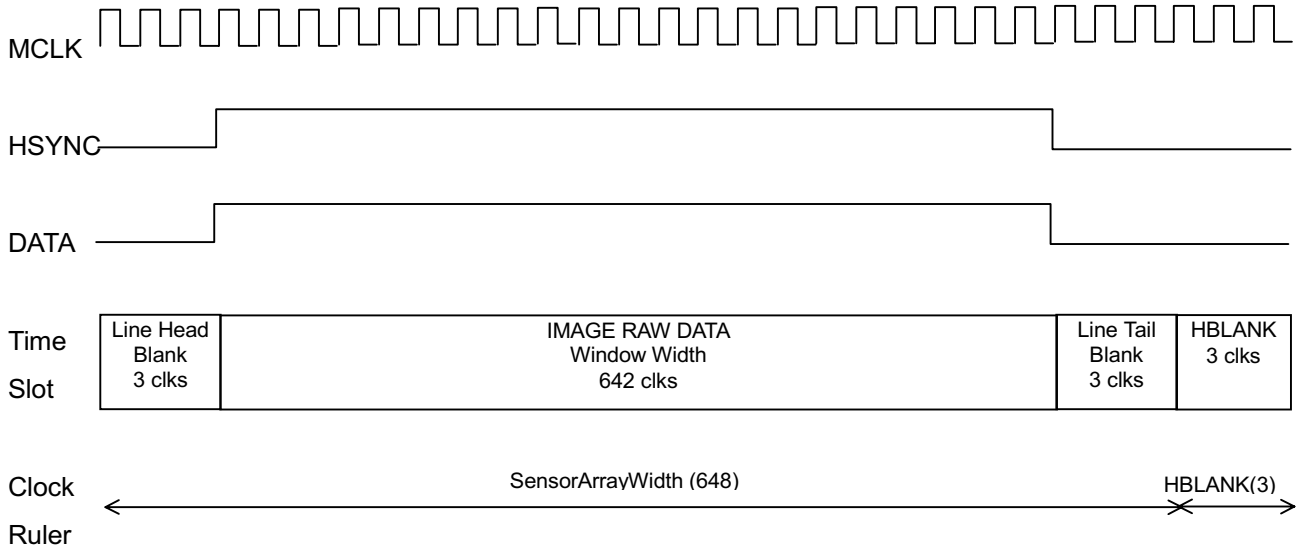 MCLK
HSYNC
DATA
Time
Slot
Line Head
Blank
3 clks
IMAGE RAW DATA
Window Width
642 clks
Line Tail
Blank
3 clks
HBLANK
3 clks
Clock
Ruler
SensorArrayWidth (648)
HBLANK(3)